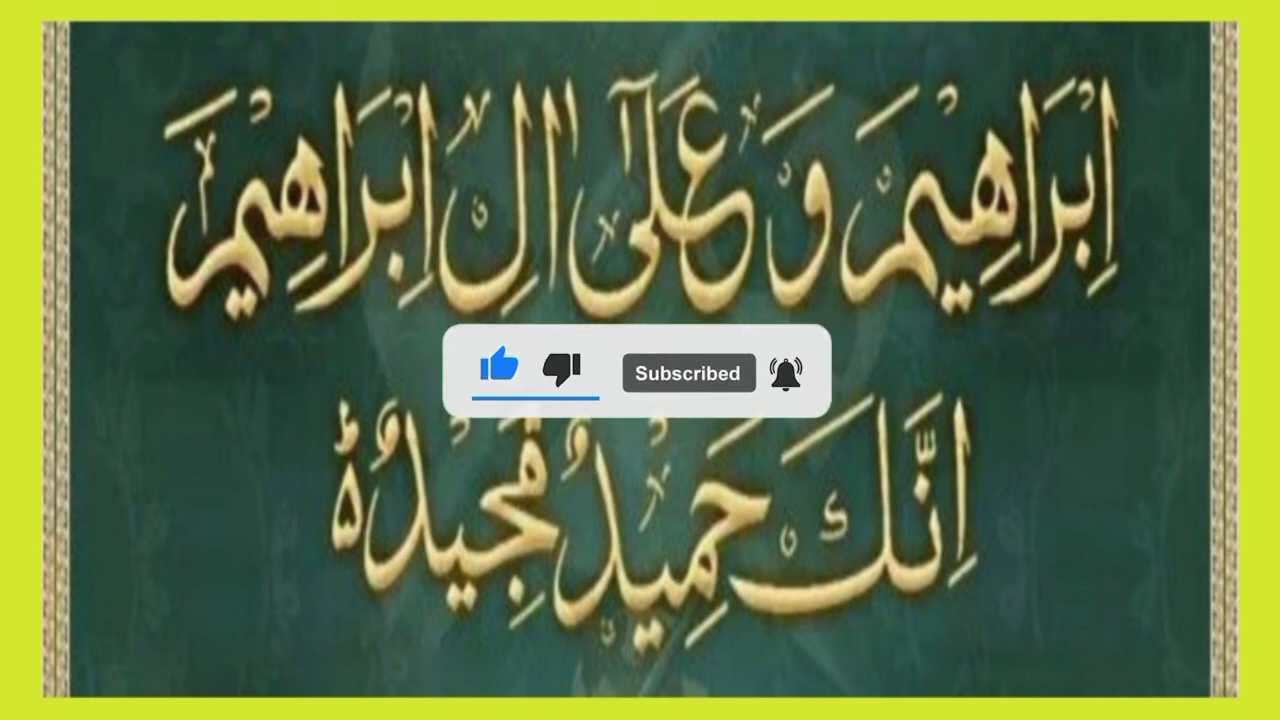 اِبْرَاهِيْمَ وَ عَلٰٓى اٰلِ اِبْرَاهِيْمَ
Subscribed
اِنَّكَ حَمِيْدٌ مَّجِيْدٌ